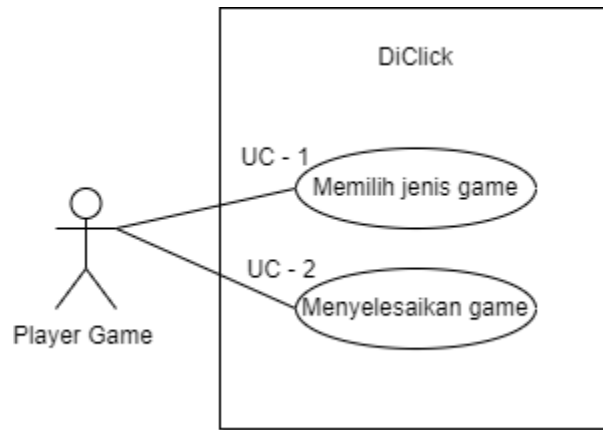 DiClick
UC - 1
Memilih jenis game
UC - 2
Menyelesaikan game
Player Game